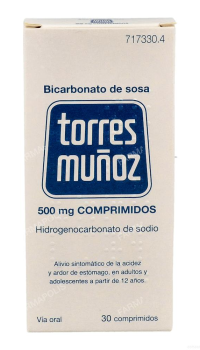 717330.4
Bicarbonato de sosa
torres
muñoz
500 mg COMPRIMIDOS
Hidrogenocarbonato de sodio
Alivio sintomático de la acidez
y ardor de estómago, en adultos y
adolescentes a partir de 12 años.
Vía oral 30 comprimidos